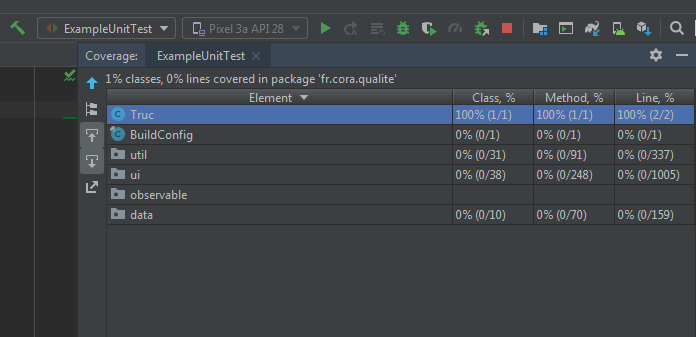 ExampleUnitTest Pixel 3a API 28
Coverage: ExampleUnitTest
1% classes, 0% lines covered in package 'fr.cora.qualite'
Element Class, % Method, % Line, %
Truc 100% (1/1) 100% (1/1) 100% (2/2)
BuildConfig 0% (0/1) 0% (0/1) 0% (0/1)
util 0% (0/31) 0% (0/91) 0% (0/337)
ui 0% (0/38) 0% (0/248) 0% (0/1005)
observable
data 0% (0/10) 0% (0/70) 0% (0/159)